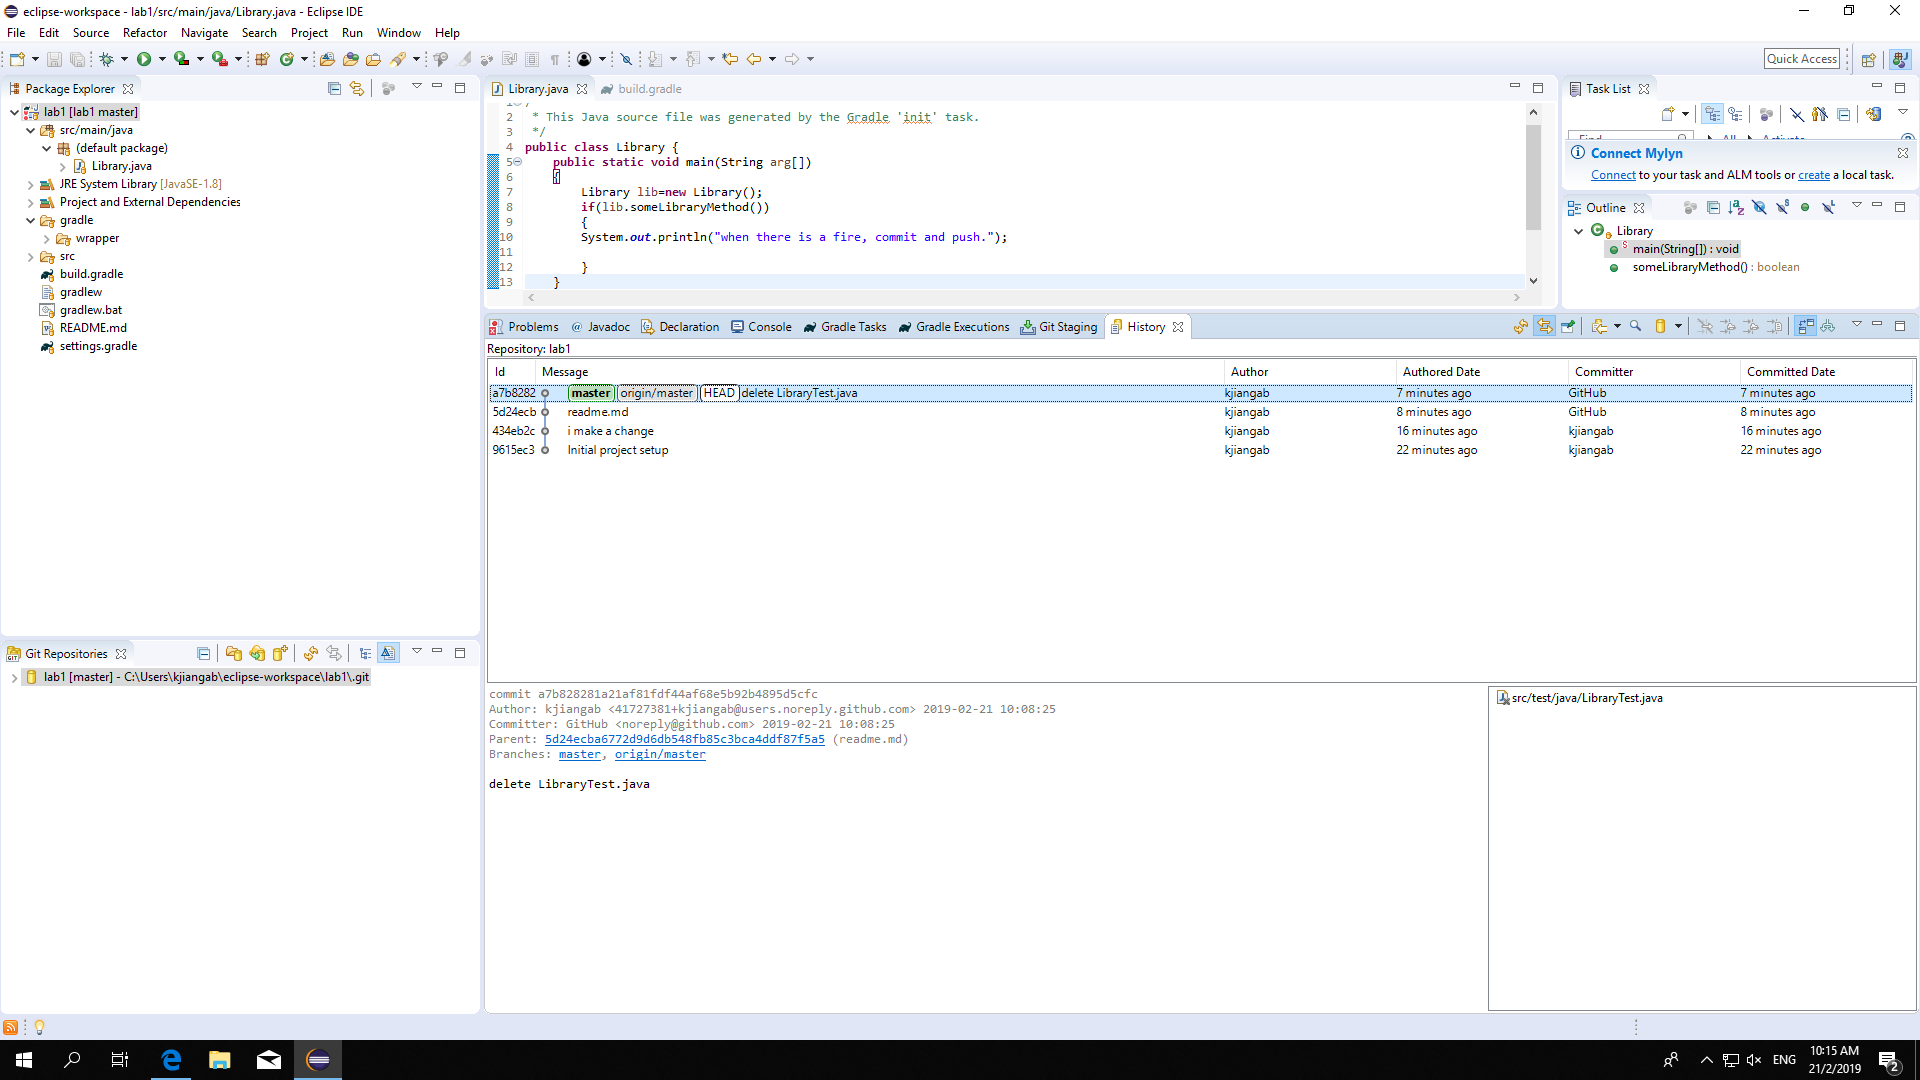 eclipse-workspace - lab1/src/main/java/Library.java - Eclipse IDE
File Edit Source Refactor Navigate Search Project Run Window Help
Quick Access
Package Explorer
lab1 [lab1 master]
src/main/java
(default package)
Library.java
JRE System Library [JavaSE-1.8]
Project and External Dependencies
gradle
wrapper
src
build.gradle
gradlew
gradlew.bat
README.md
settings.gradle
Library.java build.gradle
2 * This Java source file was generated by the Gradle 'init' task.
3 */
4 public class Library {
5 public static void main(String arg[])
6 {
7 Library lib=new Library();
8 if(lib.someLibraryMethod())
9 {
10 System.out.println("when there is a fire, commit and push.");
11
12 }
13 }
Task List
Find All Activate
Connect Mylyn
Connect to your task and ALM tools or create a local task.
Outline
Library
main(String[]) : void
someLibraryMethod() : boolean
Problems @ Javadoc Declaration Console Gradle Tasks Gradle Executions Git Staging History
Repository: lab1
Id Message Author Authored Date Committer Committed Date
a7b8282 master origin/master HEAD delete LibraryTest.java kjiangab 7 minutes ago GitHub 7 minutes ago
5d24ecb readme.md kjiangab 8 minutes ago GitHub 8 minutes ago
434eb2c i make a change kjiangab 16 minutes ago kjiangab 16 minutes ago
9615ec3 Initial project setup kjiangab 22 minutes ago kjiangab 22 minutes ago
Git Repositories
lab1 [master] - C:\Users\kjiangab\eclipse-workspace\lab1\.git
commit a7b828281a21af81fdf44af68e5b92b4895d5cfc
Author: kjiangab <41727381+kjiangab@users.noreply.github.com> 2019-02-21 10:08:25
Committer: GitHub <noreply@github.com> 2019-02-21 10:08:25
Parent: 5d24ecba6772d9d6db548fb85c3bca4ddf87f5a5 (readme.md)
Branches: master, origin/master
delete LibraryTest.java
src/test/java/LibraryTest.java
ENG
10:15 AM
21/2/2019
2